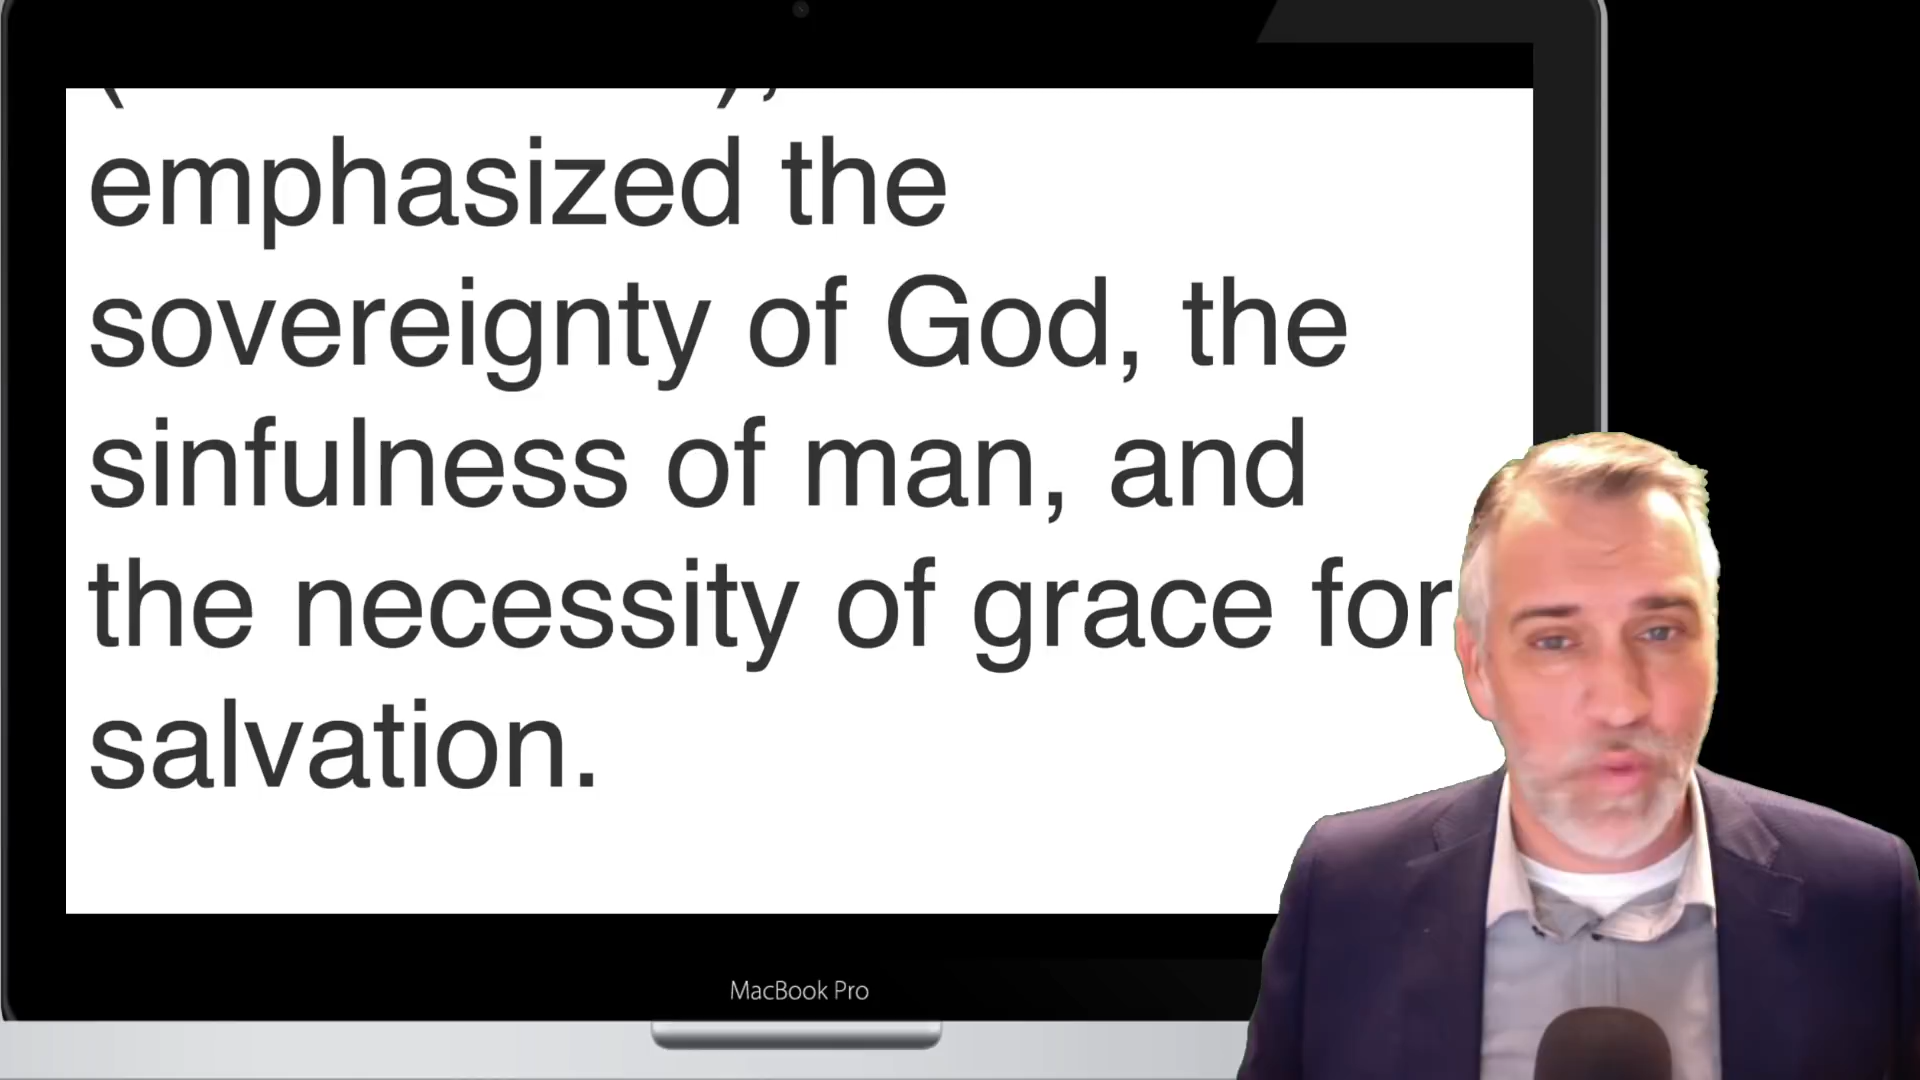 emphasized the
sovereignty of God, the
sinfulness of man, and
the necessity of grace for
salvation.
MacBook Pro